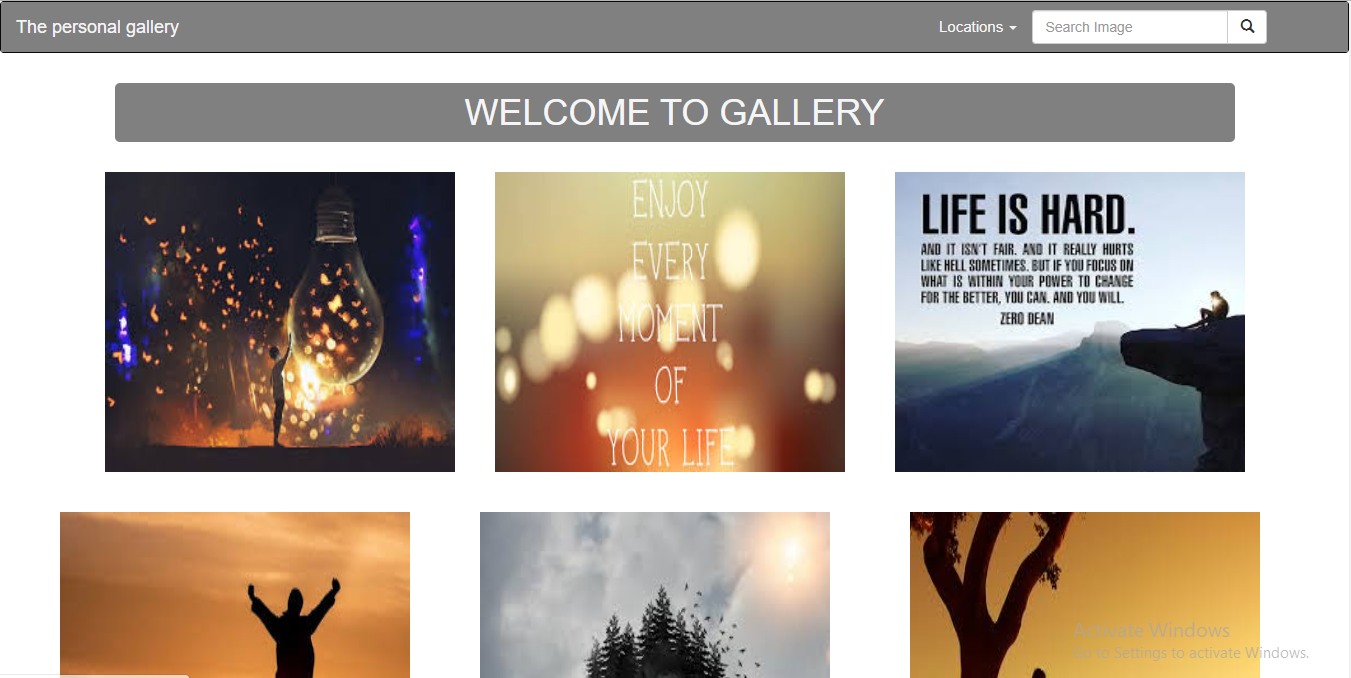 The personal gallery
Locations
Search Image
WELCOME TO GALLERY
ENJOY
EVERY
MOMENT
OF
YOUR LIFE
LIFE IS HARD.
AND IT ISN'T FAIR. AND IT REALLY HURTS
LIKE HELL SOMETIMES. BUT IF YOU FOCUS ON
WHAT IS WITHIN YOUR POWER TO CHANGE
FOR THE BETTER, YOU CAN. AND YOU WILL.
ZERO DEAN
Activate Windows
Go to Settings to activate Windows.